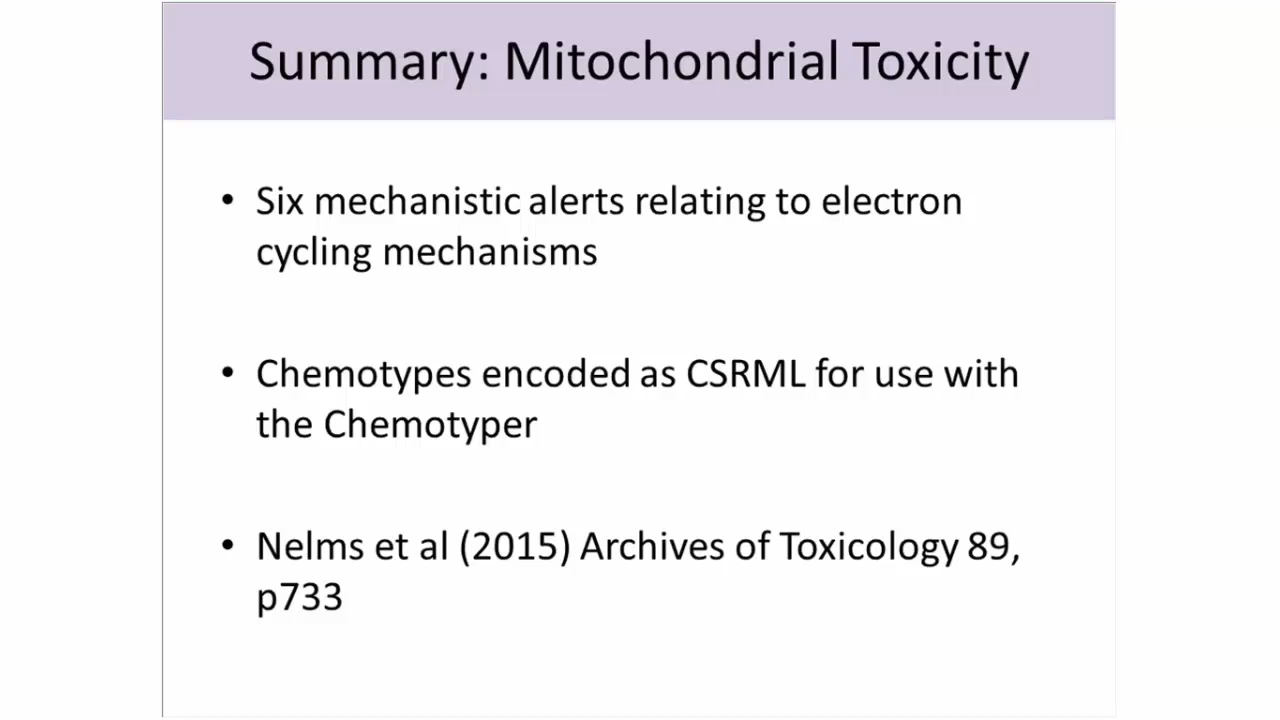 Summary: Mitochondrial Toxicity
• Six mechanistic alerts relating to electron
cycling mechanisms
• Chemotypes encoded as CSRML for use with
the Chemotyper
• Nelms et al (2015) Archives of Toxicology 89,
p733